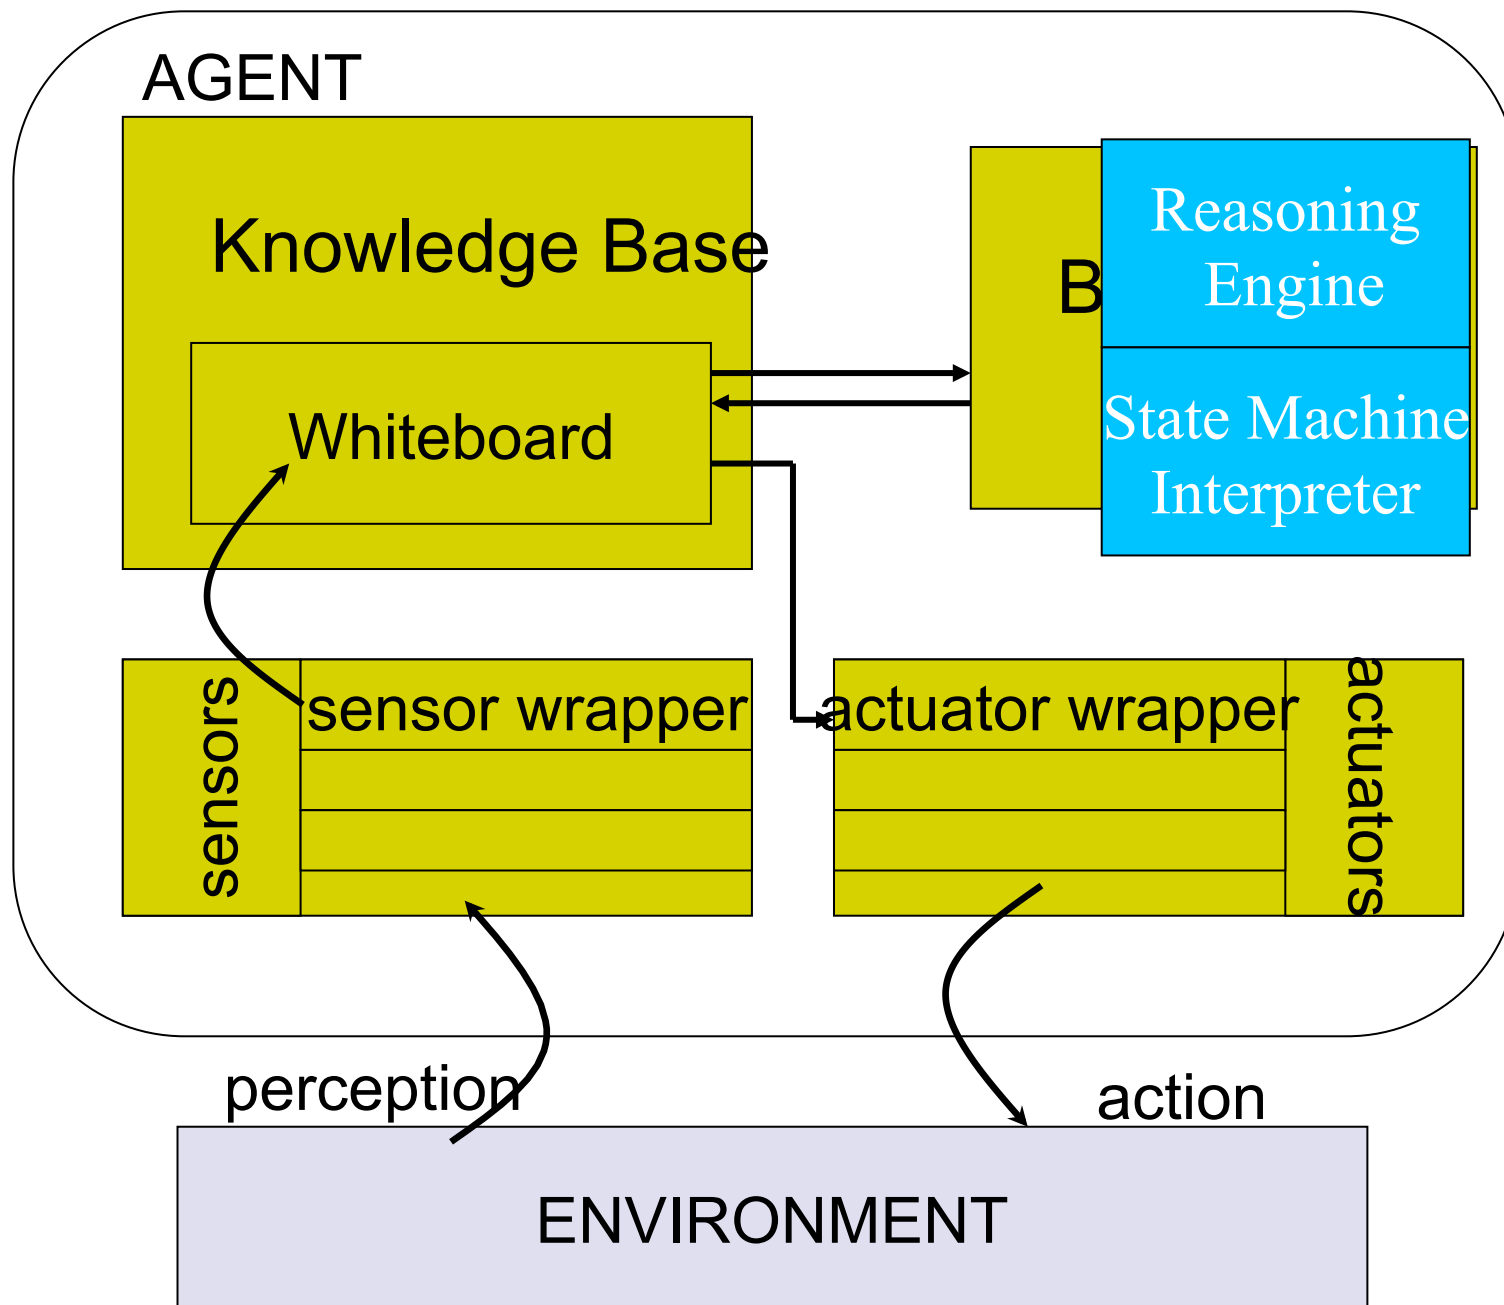 AGENT
Knowledge Base
Reasoning
Engine
Whiteboard
State Machine
Interpreter
sensors
sensor wrapper
actuator wrapper
actuators
perception
action
ENVIRONMENT